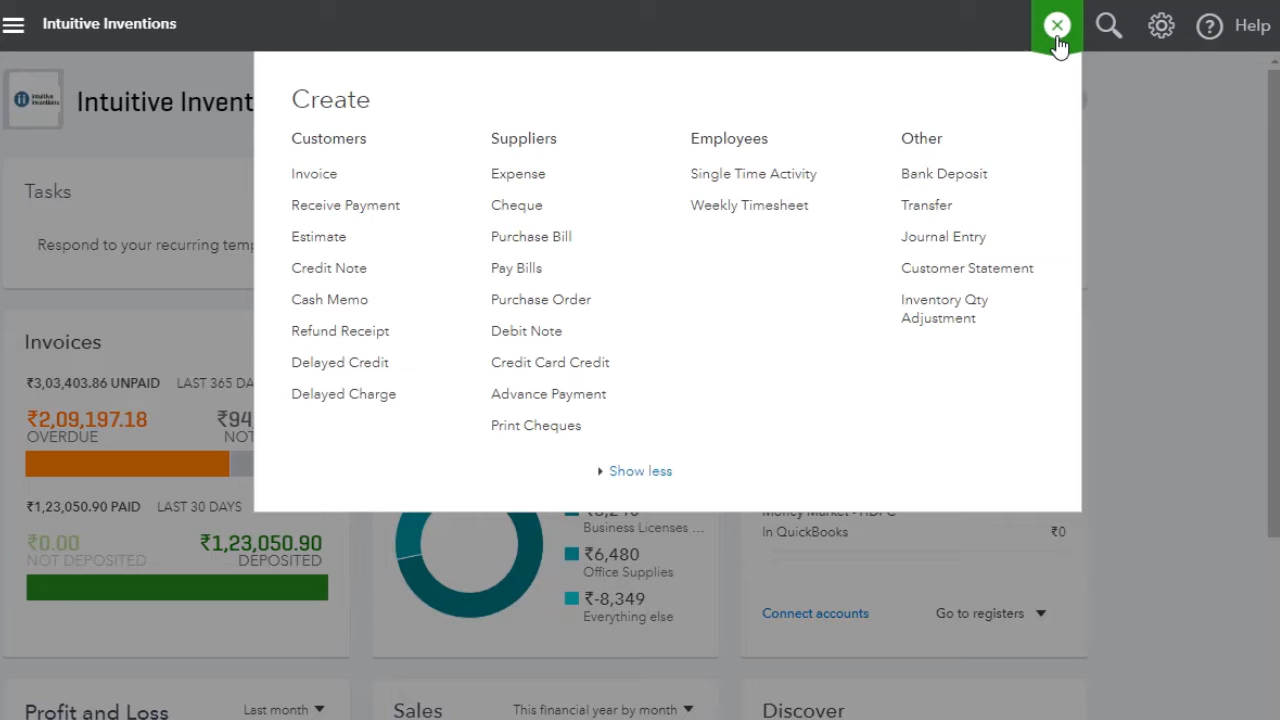 Intuitive Inventions
Help
intuitive
inventions
Intuitive Invent
Create
Customers
Invoice
Receive Payment
Estimate
Credit Note
Cash Memo
Refund Receipt
Delayed Credit
Delayed Charge
Suppliers
Expense
Cheque
Purchase Bill
Pay Bills
Purchase Order
Debit Note
Credit Card Credit
Advance Payment
Print Cheques
Employees
Single Time Activity
Weekly Timesheet
Other
Bank Deposit
Transfer
Journal Entry
Customer Statement
Inventory Qty
Adjustment
Show less
Tasks
Respond to your recurring temp
Invoices
₹3,03,403.86 UNPAID LAST 365 DA
₹2,09,197.18 ₹94
OVERDUE NOT
₹1,23,050.90 PAID LAST 30 DAYS
₹0.00 ₹1,23,050.90
NOT DEPOSITED DEPOSITED
Business Licenses ...
₹6,480
Office Supplies
₹-8,349
Everything else
Money Market - HDFC
In QuickBooks ₹0
Connect accounts Go to registers
Profit and Loss Last month
Sales This financial year by month
Discover